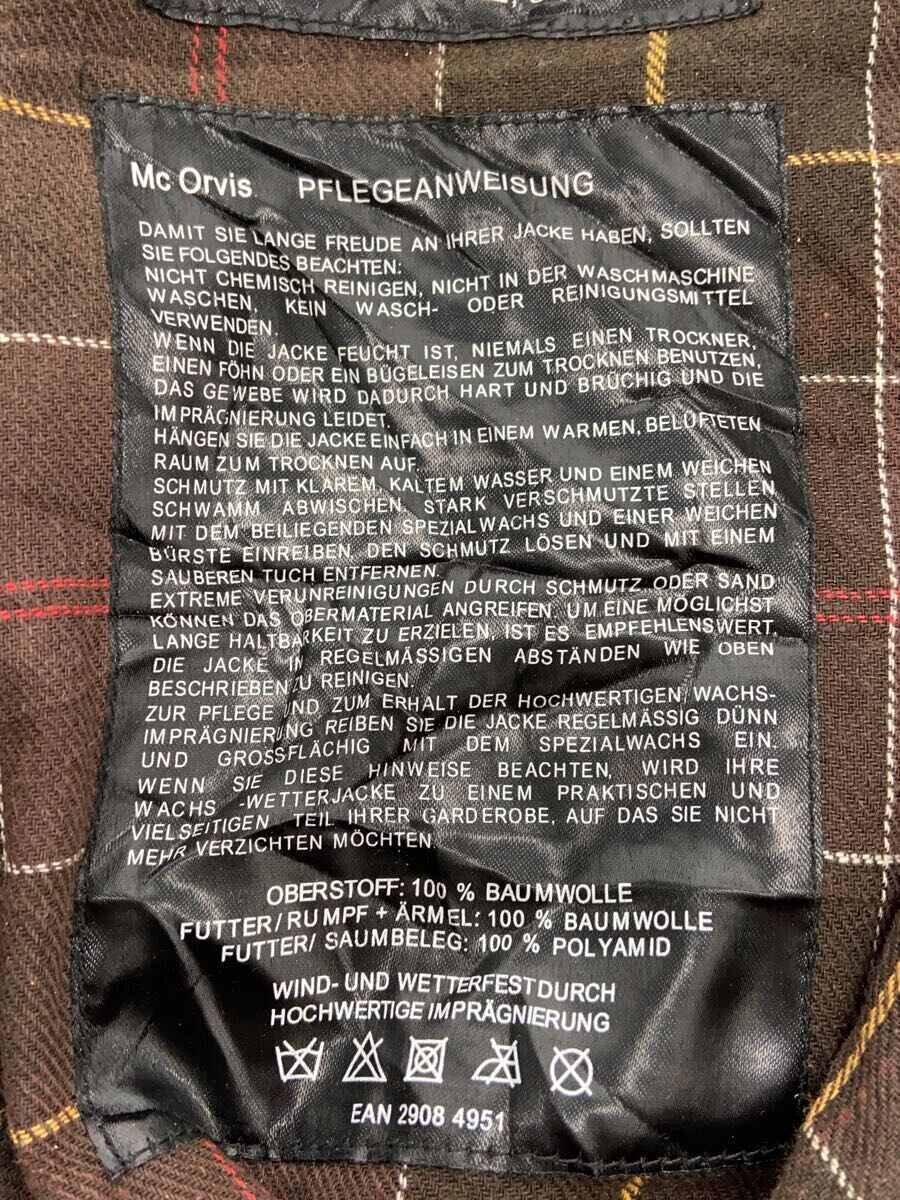 Mc Orvis. PFLEGEANWEISUNG
DAMIT SIE LANGE FREUDE AN IHRER JACKE HABEN, SOLLTEN
SIE FOLGENDES BEACHTEN:
NICHT CHEMISCH REINIGEN, NICHT IN DER WASCHMASCHINE
WASCHEN, KEIN WASCH- ODER REINIGUNGSMITTEL
VERWENDEN.
WENN DIE JACKE FEUCHT IST, NIEMALS EINEN TROCKNER,
EINEN FÖHN ODER EIN BÜGELEISEN ZUM TROCKNEN BENUTZEN,
DAS GEWEBE WIRD DADURCH HART UND BRÜCHIG UND DIE
IMPRÄGNIERUNG LEIDET.
HÄNGEN SIE DIE JACKE EINFACH IN EINEM WARMEN, BELÜFTETEN
RAUM ZUM TROCKNEN AUF.
SCHMUTZ MIT KLAREM, KALTEM WASSER UND EINEM WEICHEN
SCHWAMM ABWISCHEN. STARK VERSCHMUTZTE STELLEN
MIT DEM BEILIEGENDEN SPEZIALWACHS UND EINER WEICHEN
BÜRSTE EINREIBEN, DEN SCHMUTZ LÖSEN UND MIT EINEM
SAUBEREN TUCH ENTFERNEN.
EXTREME VERUNREINIGUNGEN DURCH SCHMUTZ ODER SAND
KÖNNEN DAS OBERMATERIAL ANGREIFEN. UM EINE MÖGLICHST
LANGE HALTBARKEIT ZU ERZIELEN, IST ES EMPFEHLENSWERT,
DIE JACKE IN REGELMÄSSIGEN ABSTÄNDEN WIE OBEN
BESCHRIEBEN ZU REINIGEN.
ZUR PFLEGE UND ZUM ERHALT DER HOCHWERTIGEN WACHS-
IMPRÄGNIERUNG REIBEN SIE DIE JACKE REGELMÄSSIG DÜNN
UND GROSSFLÄCHIG MIT DEM SPEZIALWACHS EIN.
WENN SIE DIESE HINWEISE BEACHTEN, WIRD IHRE
WACHS -WETTERJACKE ZU EINEM PRAKTISCHEN UND
VIELSEITIGEN TEIL IHRER GARDEROBE, AUF DAS SIE NICHT
MEHR VERZICHTEN MÖCHTEN.
OBERSTOFF: 100 % BAUMWOLLE
FUTTER/RUMPF + ÄRMEL: 100 % BAUMWOLLE
FUTTER/ SAUMBELEG: 100 % POLYAMID
WIND- UND WETTERFEST DURCH
HOCHWERTIGE IMPRÄGNIERUNG
EAN 2908 4951